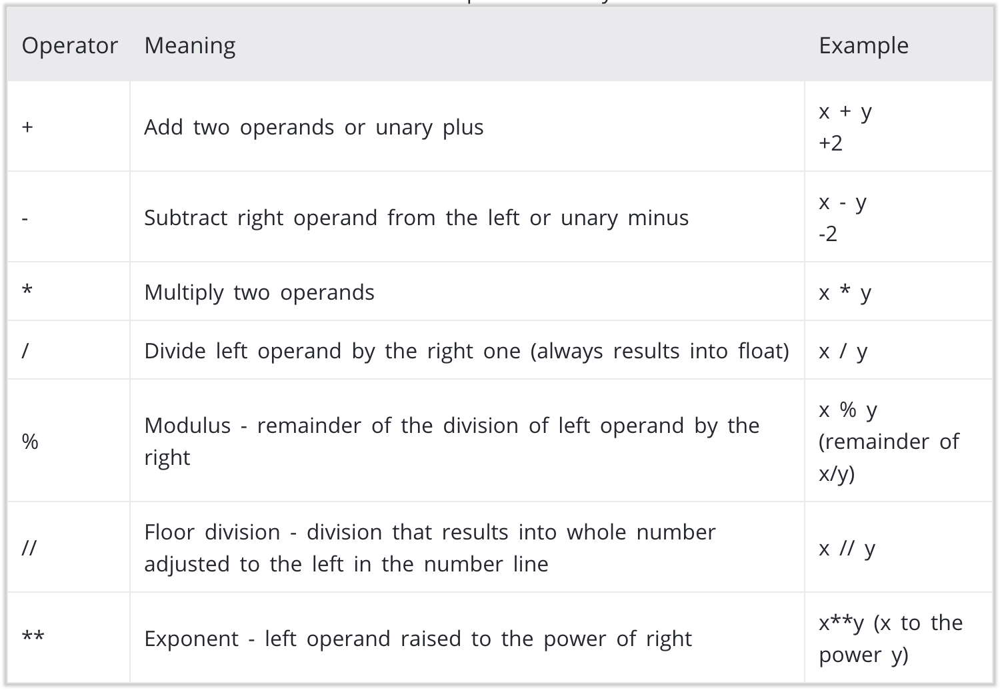 Operator Meaning Example
+ Add two operands or unary plus x + y
+2
- Subtract right operand from the left or unary minus x - y
-2
* Multiply two operands x * y
/ Divide left operand by the right one (always results into float) x / y
% Modulus - remainder of the division of left operand by the
right
x % y
(remainder of
x/y)
// Floor division - division that results into whole number
adjusted to the left in the number line
x // y
** Exponent - left operand raised to the power of right
x**y (x to the
power y)